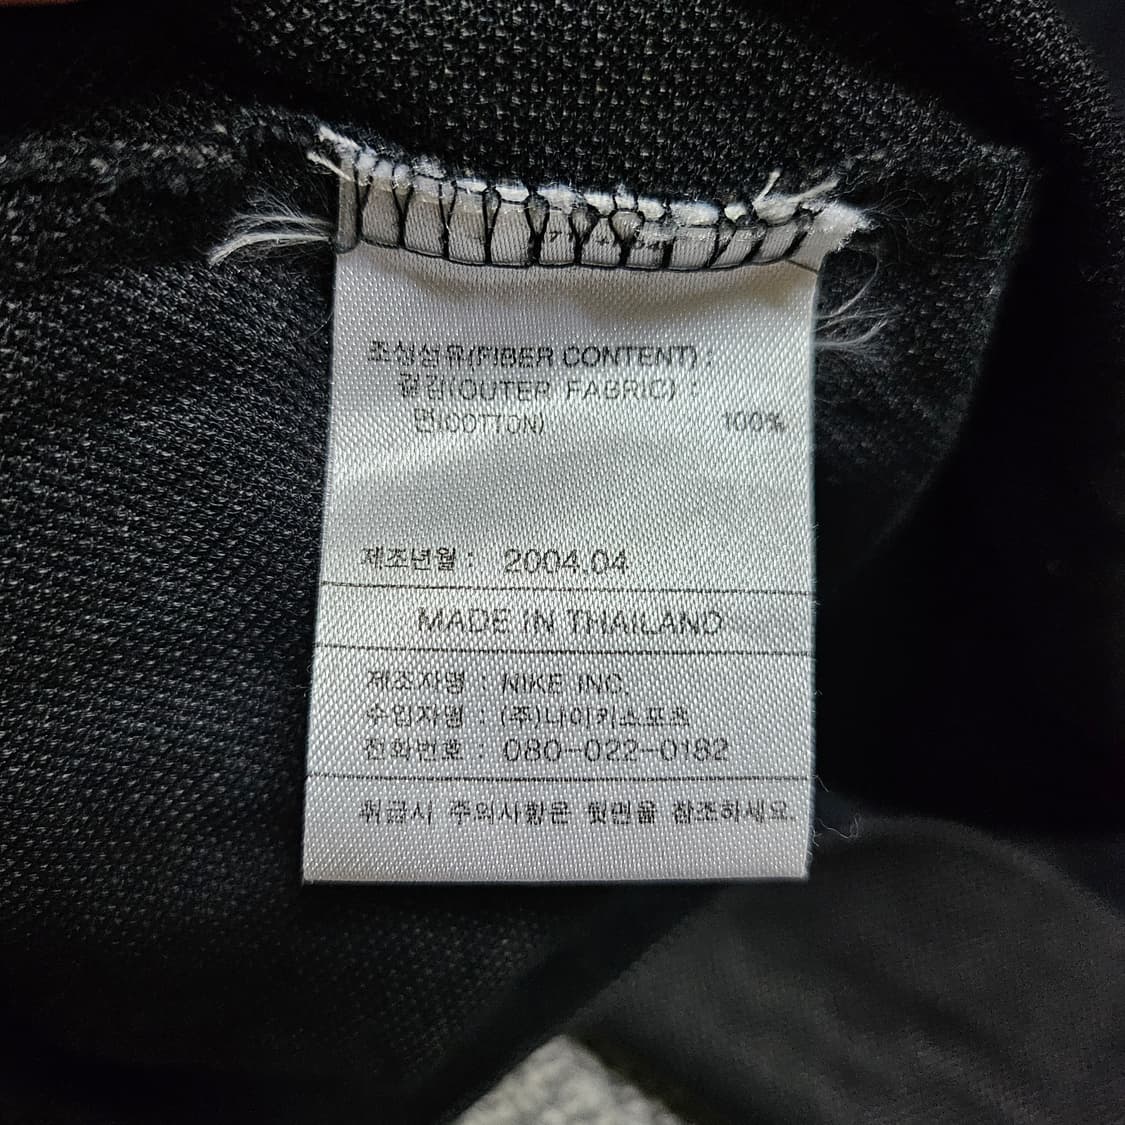 조성섬유(FIBER CONTENT) :
겉감(OUTER FABRIC) :
면(COTTON) 100%
제조년월 : 2004.04
MADE IN THAILAND
제조자명 : NIKE INC.
수입자명 : (주)나이키스포츠
전화번호 : 080-022-0182
취급시 주의사항은 뒷면을 참조하세요.